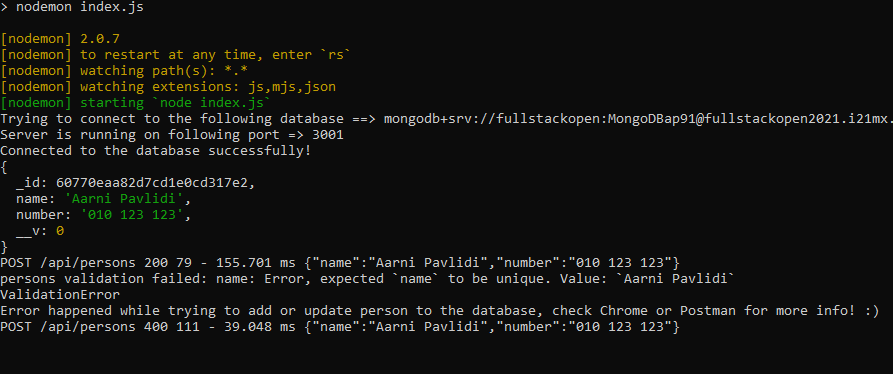 > nodemon index.js
[nodemon] 2.0.7
[nodemon] to restart at any time, enter `rs`
[nodemon] watching path(s): *.*
[nodemon] watching extensions: js,mjs,json
[nodemon] starting `node index.js`
Trying to connect to the following database ==> mongodb+srv://fullstackopen:MongoDBap91@fullstackopen2021.i21mx.
Server is running on following port => 3001
Connected to the database successfully!
{
  _id: 60770eaa82d7cd1e0cd317e2,
  name: 'Aarni Pavlidi',
  number: '010 123 123',
  __v: 0
}
POST /api/persons 200 79 - 155.701 ms {"name":"Aarni Pavlidi","number":"010 123 123"}
persons validation failed: name: Error, expected `name` to be unique. Value: `Aarni Pavlidi`
ValidationError
Error happened while trying to add or update person to the database, check Chrome or Postman for more info! :)
POST /api/persons 400 111 - 39.048 ms {"name":"Aarni Pavlidi","number":"010 123 123"}